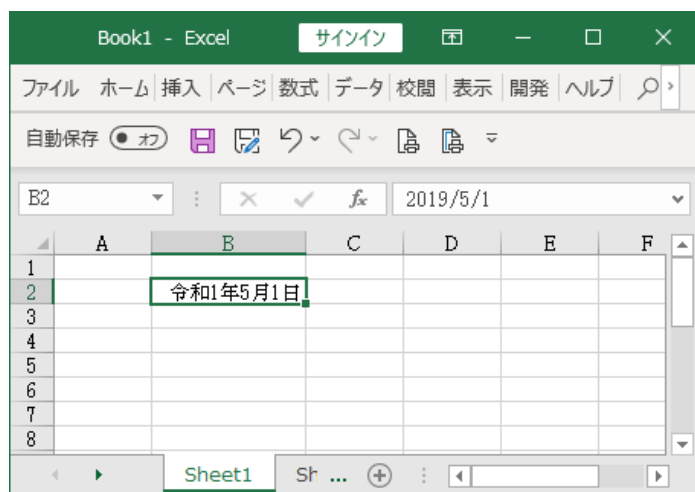 Book1 - Excel サインイン
ファイル ホーム 挿入 ページ 数式 データ 校閲 表示 開発 ヘルプ
自動保存 オフ
B2 fx 2019/5/1
A B C D E F
1
2 令和1年5月1日
3
4
5
6
7
8
Sheet1 Sh ...